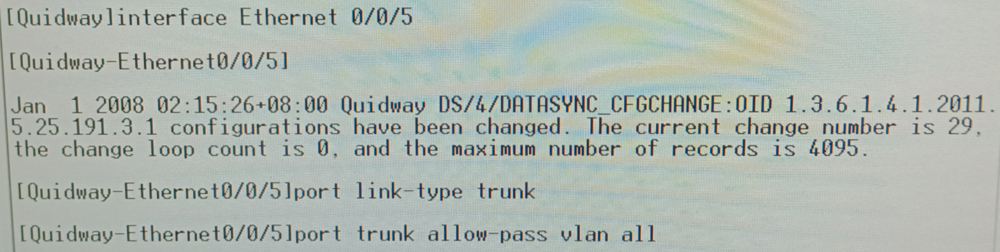 [Quidway]interface Ethernet 0/0/5
[Quidway-Ethernet0/0/5]
Jan  1 2008 02:15:26+08:00 Quidway DS/4/DATASYNC_CFGCHANGE:OID 1.3.6.1.4.1.2011.
5.25.191.3.1 configurations have been changed. The current change number is 29,
the change loop count is 0, and the maximum number of records is 4095.
[Quidway-Ethernet0/0/5]port link-type trunk
[Quidway-Ethernet0/0/5]port trunk allow-pass vlan all